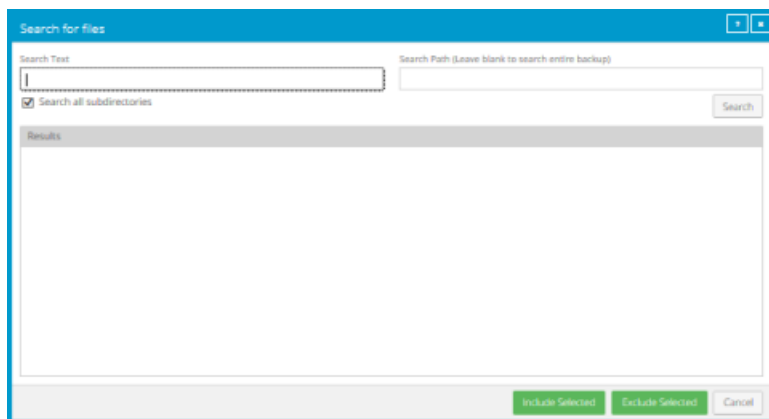 Search for files
Search Text
Search Path (Leave blank to search entire backup)
Search all subdirectories
Search
Results
Include Selected
Exclude Selected
Cancel